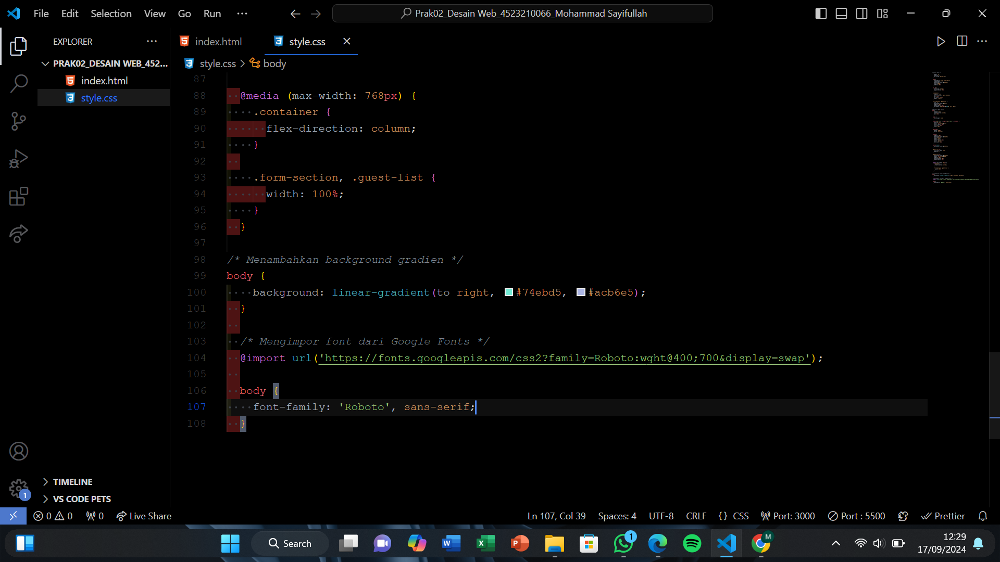 File Edit Selection View Go Run ···
Prak02_Desain Web_4523210066_Mohammad Sayifullah
EXPLORER
PRAK02_DESAIN WEB_452...
index.html
style.css
index.html
style.css
style.css > body
87
88 @media (max-width: 768px) {
89 .container {
90 flex-direction: column;
91 }
92
93 .form-section, .guest-list {
94 width: 100%;
95 }
96 }
97
98 /* Menambahkan background gradien */
99 body {
100 background: linear-gradient(to right, #74ebd5, #acb6e5);
101 }
102
103 /* Mengimpor font dari Google Fonts */
104 @import url('https://fonts.googleapis.com/css2?family=Roboto:wght@400;700&display=swap');
105
106 body {
107 font-family: 'Roboto', sans-serif;
108 }
TIMELINE
VS CODE PETS
1
0 0 0 Live Share
Ln 107, Col 39 Spaces: 4 UTF-8 CRLF {} CSS Port: 3000 Port : 5500 Prettier
Search
1
M
12:29
17/09/2024